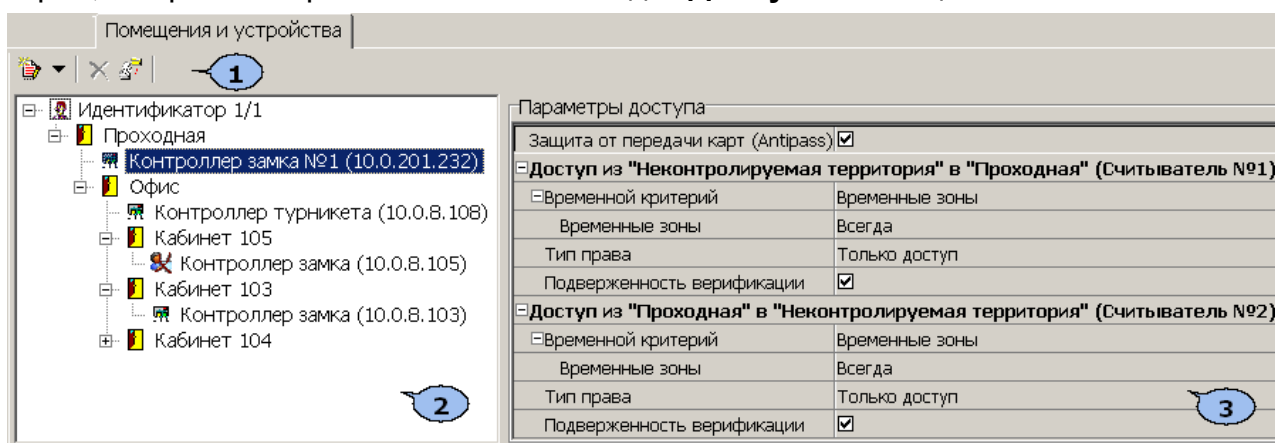 Помещения и устройства
1
Идентификатор 1/1
Проходная
Контроллер замка №1 (10.0.201.232)
Офис
Контроллер турникета (10.0.8.108)
Кабинет 105
Контроллер замка (10.0.8.105)
Кабинет 103
Контроллер замка (10.0.8.103)
Кабинет 104
2
Параметры доступа
Защита от передачи карт (Antipass)
Доступ из "Неконтролируемая территория" в "Проходная" (Считыватель №1)
Временной критерий Временные зоны
Временные зоны Всегда
Тип права Только доступ
Подверженность верификации
Доступ из "Проходная" в "Неконтролируемая территория" (Считыватель №2)
Временной критерий Временные зоны
Временные зоны Всегда
Тип права Только доступ
Подверженность верификации
3